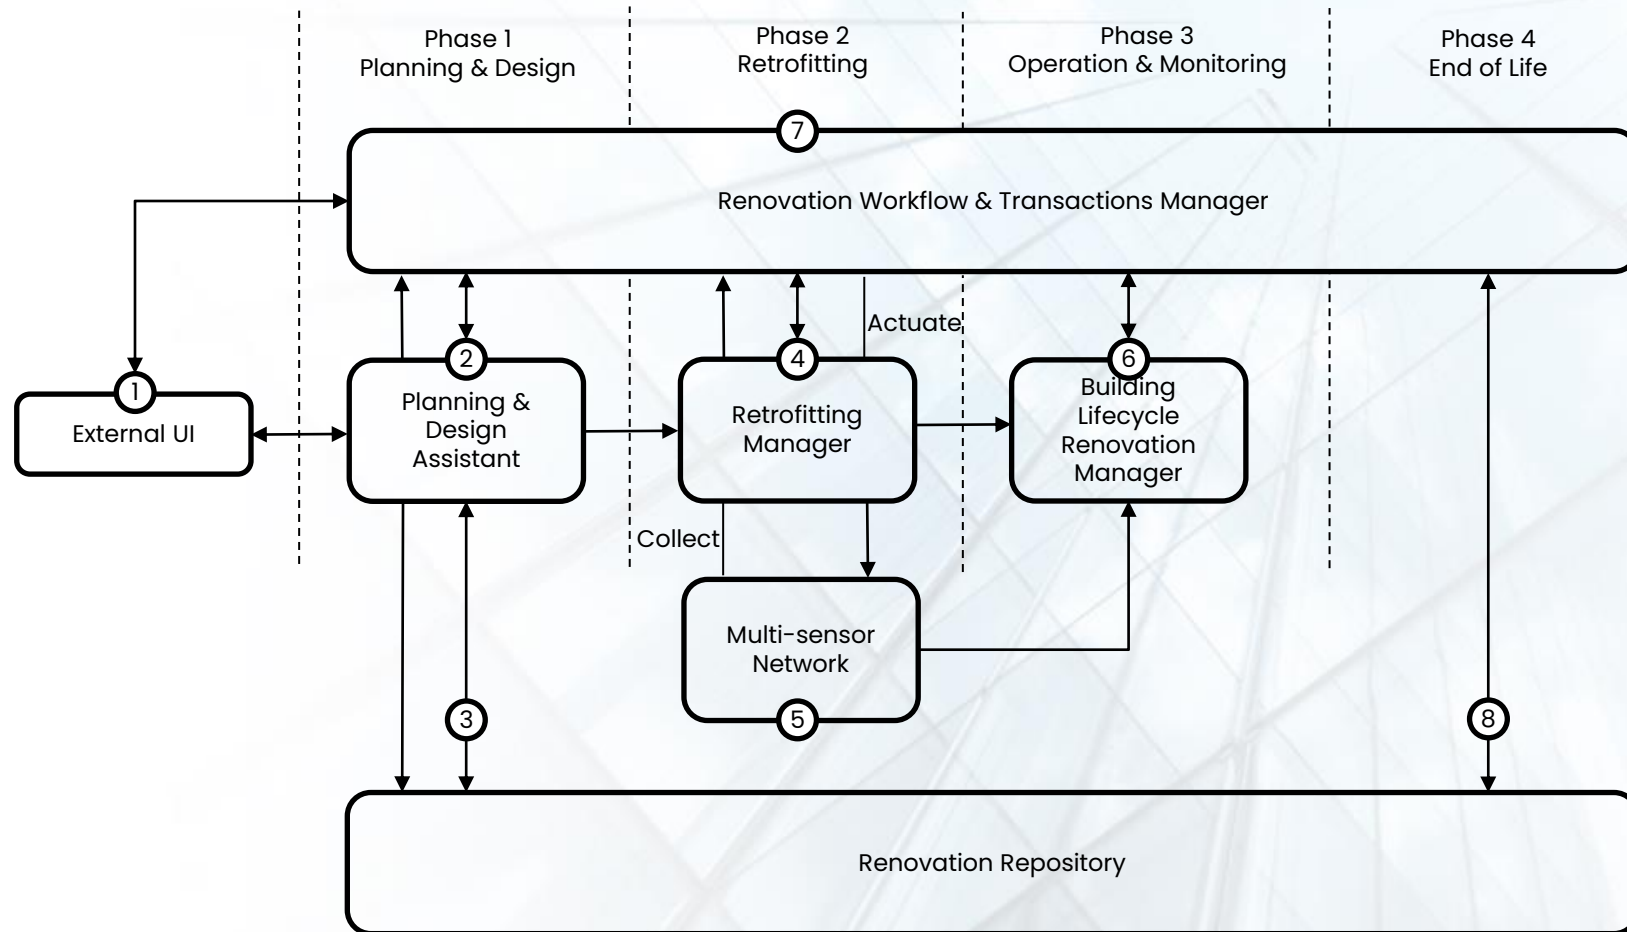 Phase 1
Planning & Design
Phase 2
Retrofitting
Phase 3
Operation & Monitoring
Phase 4
End of Life
7
Renovation Workflow & Transactions Manager
Actuate
1
External UI
2
Planning &
Design
Assistant
4
Retrofitting
Manager
6
Building
Lifecycle
Renovation
Manager
Collect
Multi-sensor
Network
3
5
8
Renovation Repository